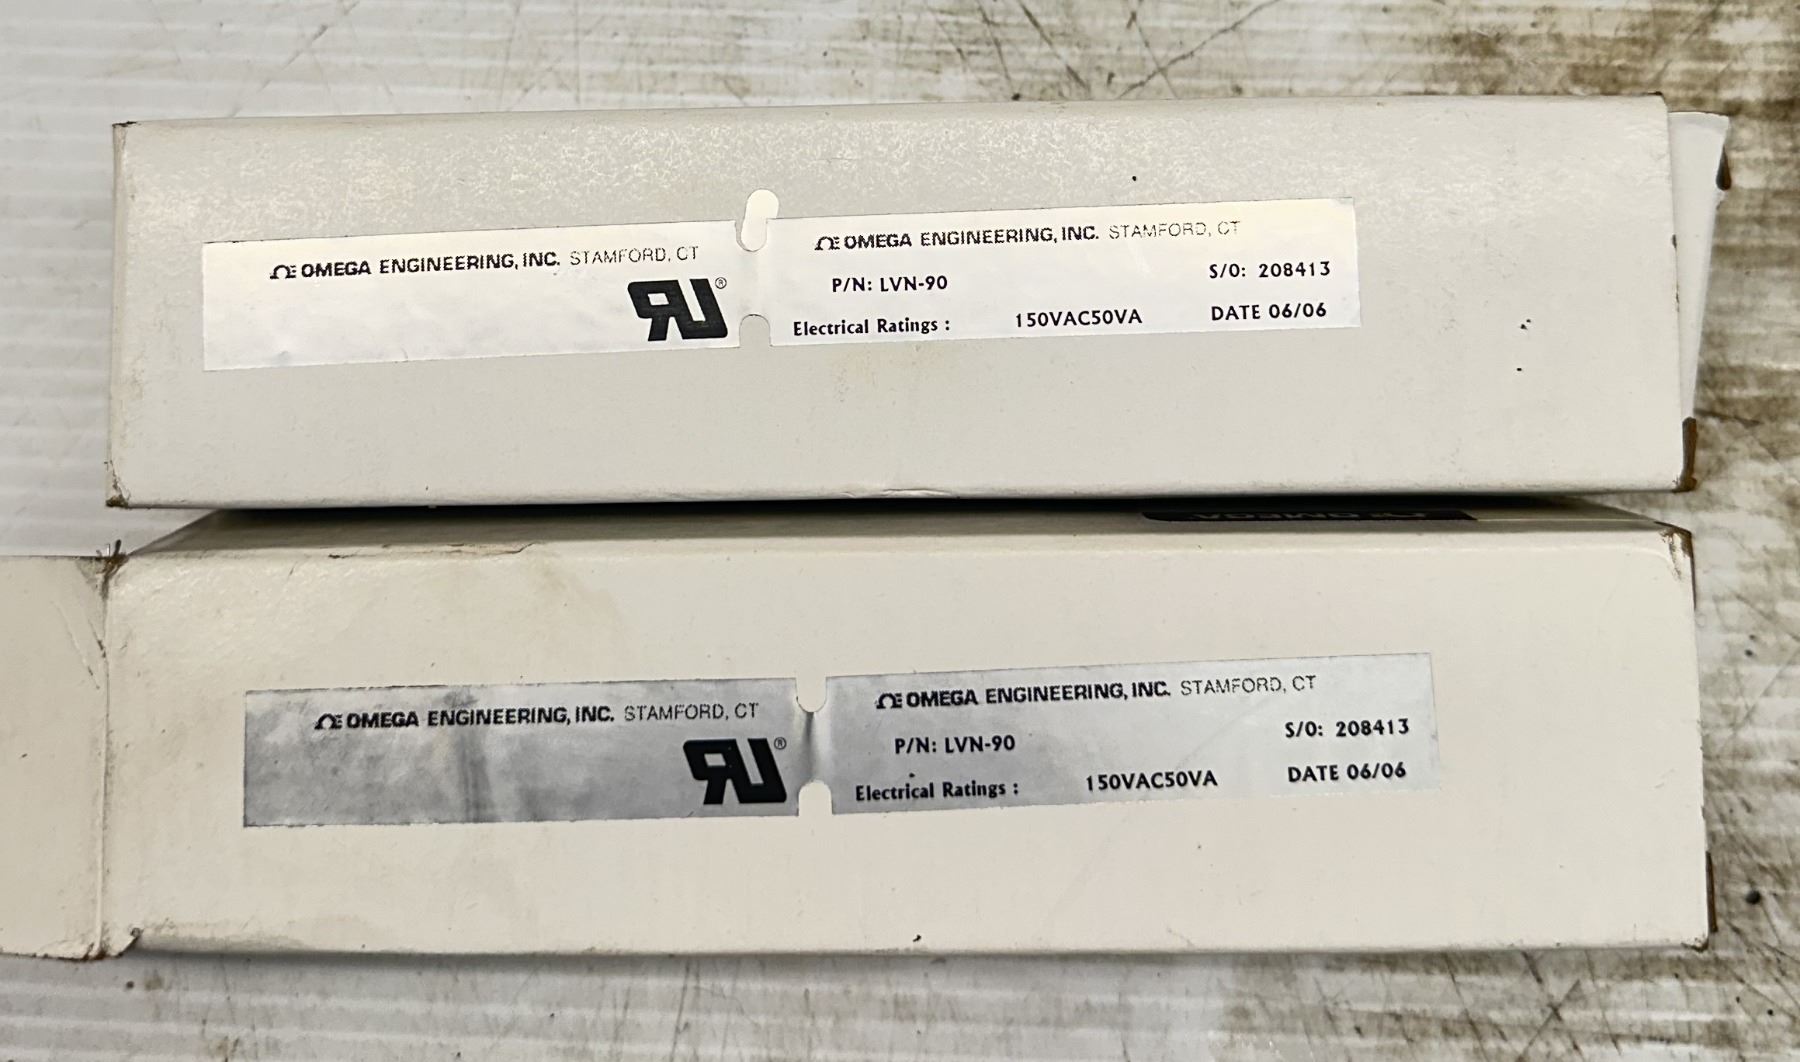 OMEGA ENGINEERING, INC. STAMFORD, CT
®
OMEGA ENGINEERING, INC. STAMFORD, CT
P/N: LVN-90 S/O: 208413
Electrical Ratings : 150VAC50VA DATE 06/06
OMEGA
OMEGA ENGINEERING, INC. STAMFORD, CT
®
OMEGA ENGINEERING, INC. STAMFORD, CT
P/N: LVN-90 S/O: 208413
Electrical Ratings : 150VAC50VA DATE 06/06